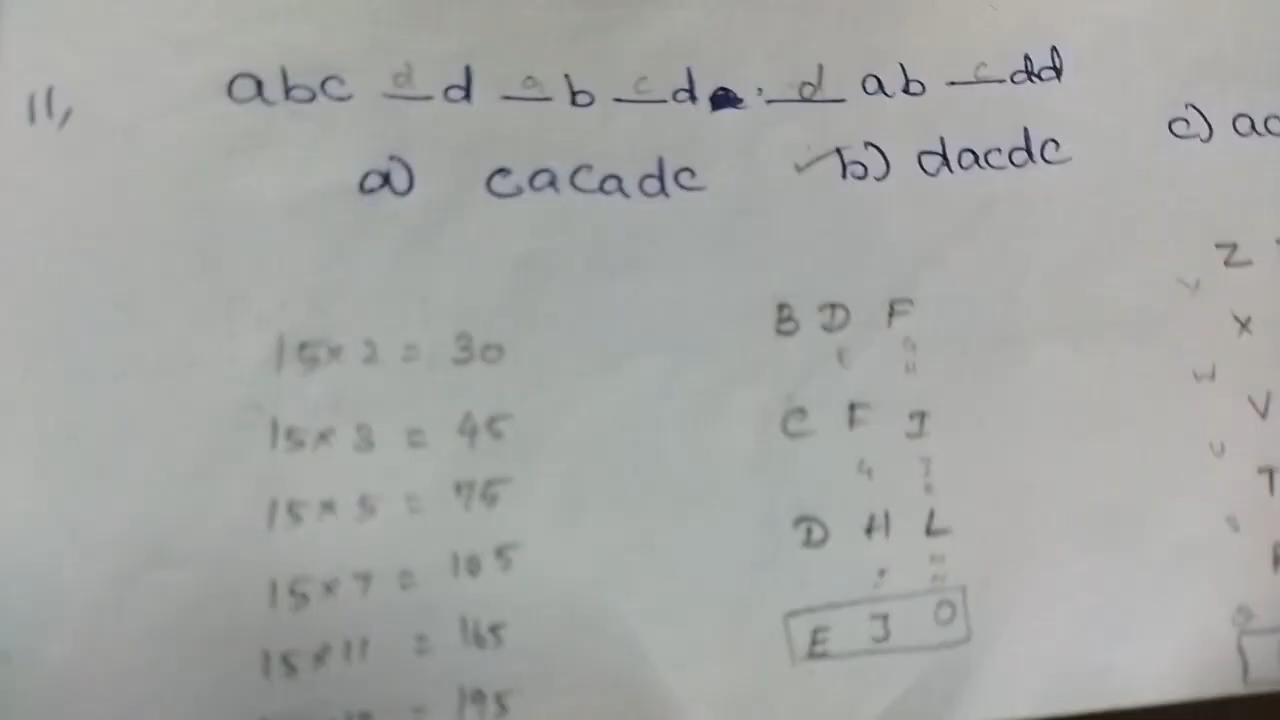 11, abc d d a b c d . d ab c dd
a) cacadc b) dacdc c) ac
15 x 2 = 30
15 x 3 = 45
15 x 5 = 75
15 x 7 = 105
15 x 11 = 165
= 195
B D F
C F I
D H L
E J O
Z
X
V
T